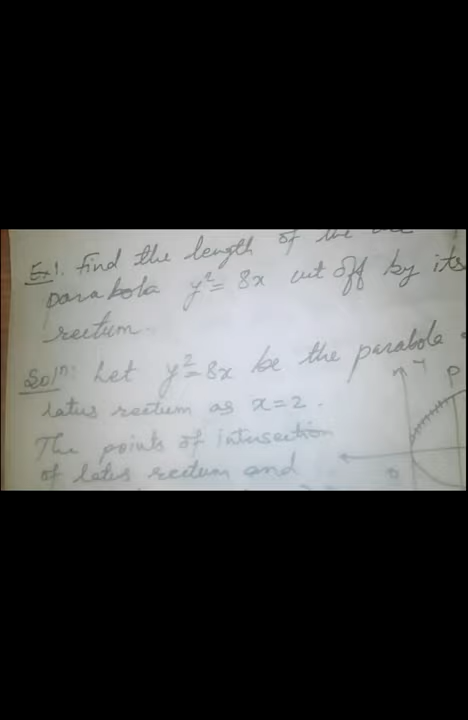 Ex1. Find the length of the
parabola y²= 8x cut off by its
rectum.
Solⁿ: Let y²=8x be the parabola
latus rectum as x=2.
The points of intersection
of latus rectum and
Y
P
O